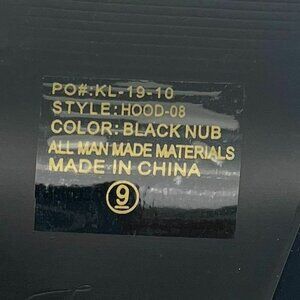 PO#:KL-19-10
STYLE:HOOD-08
COLOR:BLACK NUB
ALL MAN MADE MATERIALS
MADE IN CHINA
9